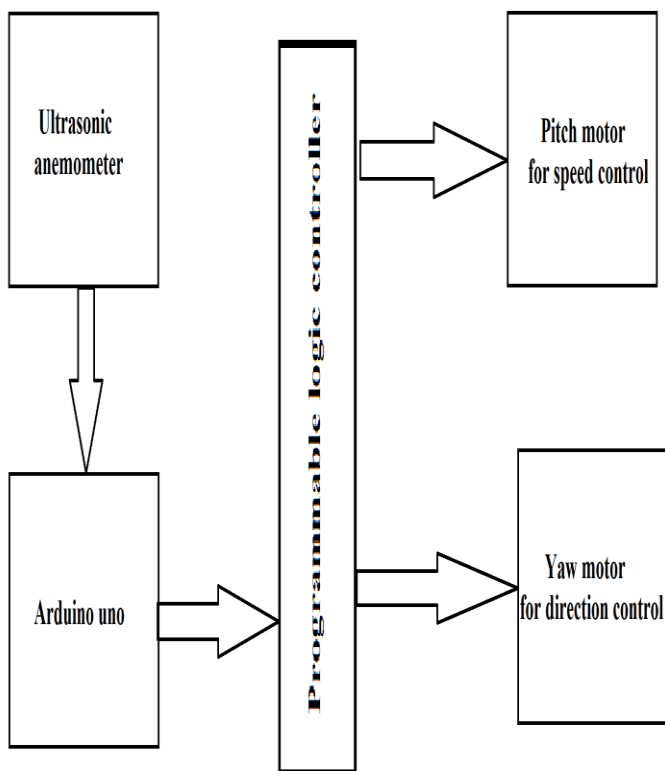 Ultrasonic
anemometer
Arduino uno
Programmable logic controller
Pitch motor
for speed control
Yaw motor
for direction control